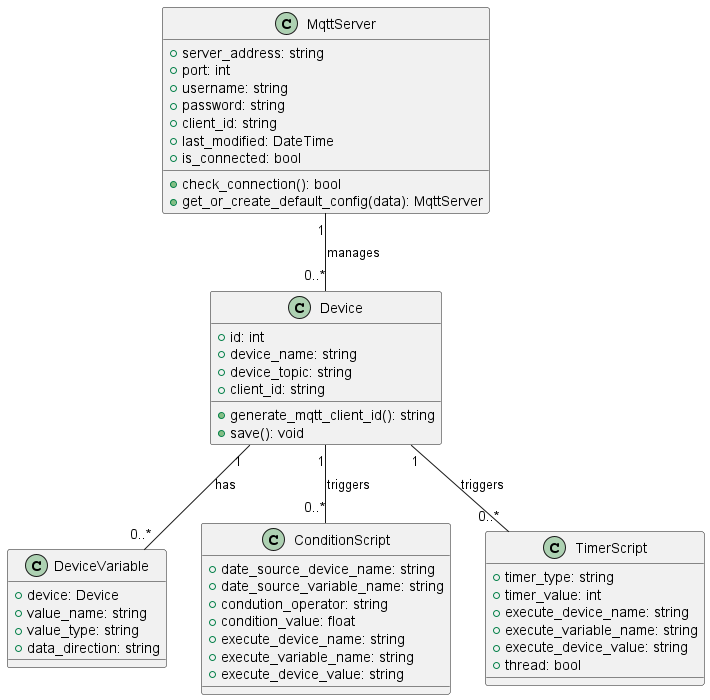 C MqttServer
server_address: string
port: int
username: string
password: string
client_id: string
last_modified: DateTime
is_connected: bool
check_connection(): bool
get_or_create_default_config(data): MqttServer
1
manages
0..*
C Device
id: int
device_name: string
device_topic: string
client_id: string
generate_mqtt_client_id(): string
save(): void
1
has
0..*
1
triggers
0..*
1
triggers
0..*
C DeviceVariable
device: Device
value_name: string
value_type: string
data_direction: string
C ConditionScript
date_source_device_name: string
date_source_variable_name: string
condution_operator: string
condition_value: float
execute_device_name: string
execute_variable_name: string
execute_device_value: string
C TimerScript
timer_type: string
timer_value: int
execute_device_name: string
execute_variable_name: string
execute_device_value: string
thread: bool